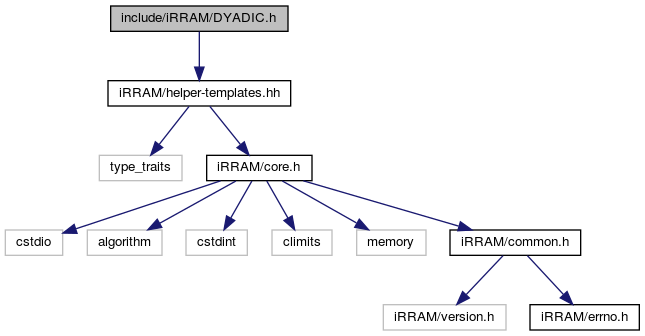 include/iRRAM/DYADIC.h
iRRAM/helper-templates.hh
type_traits
iRRAM/core.h
cstdio
algorithm
cstdint
climits
memory
iRRAM/common.h
iRRAM/version.h
iRRAM/errno.h